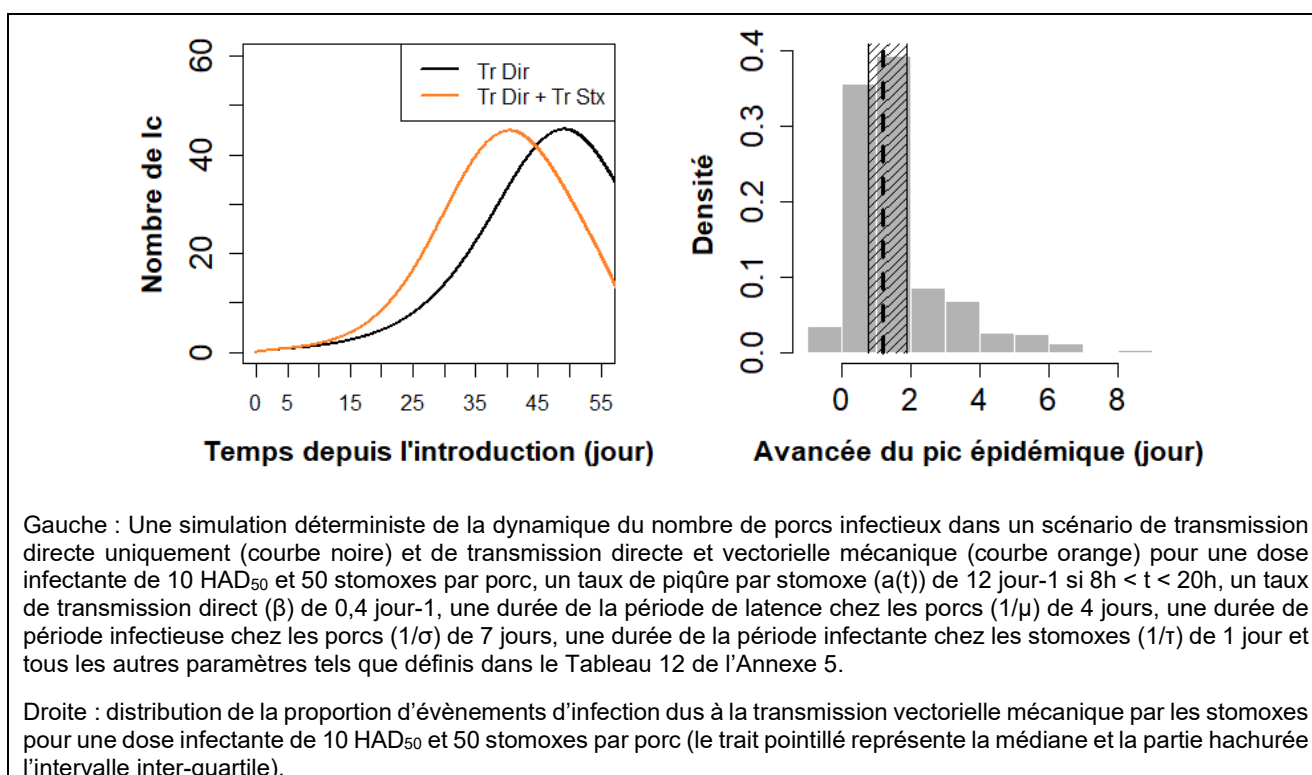 60
40
20
0
Nombre de Ic
Tr Dir
Tr Dir + Tr Stx
0 5 15 25 35 45 55
Temps depuis l'introduction (jour)
0.4
0.3
0.2
0.1
0.0
Densité
0 2 4 6 8
Avancée du pic épidémique (jour)
Gauche : Une simulation déterministe de la dynamique du nombre de porcs infectieux dans un scénario de transmission
directe uniquement (courbe noire) et de transmission directe et vectorielle mécanique (courbe orange) pour une dose
infectante de 10 HAD₅₀ et 50 stomoxes par porc, un taux de piqûre par stomoxe (a(t)) de 12 jour-1 si 8h < t < 20h, un taux
de transmission direct (β) de 0,4 jour-1, une durée de la période de latence chez les porcs (1/μ) de 4 jours, une durée de
période infectieuse chez les porcs (1/σ) de 7 jours, une durée de la période infectante chez les stomoxes (1/τ) de 1 jour et
tous les autres paramètres tels que définis dans le Tableau 12 de l'Annexe 5.
Droite : distribution de la proportion d'évènements d'infection dus à la transmission vectorielle mécanique par les stomoxes
pour une dose infectante de 10 HAD₅₀ et 50 stomoxes par porc (le trait pointillé représente la médiane et la partie hachurée
l'intervalle inter-quartile).